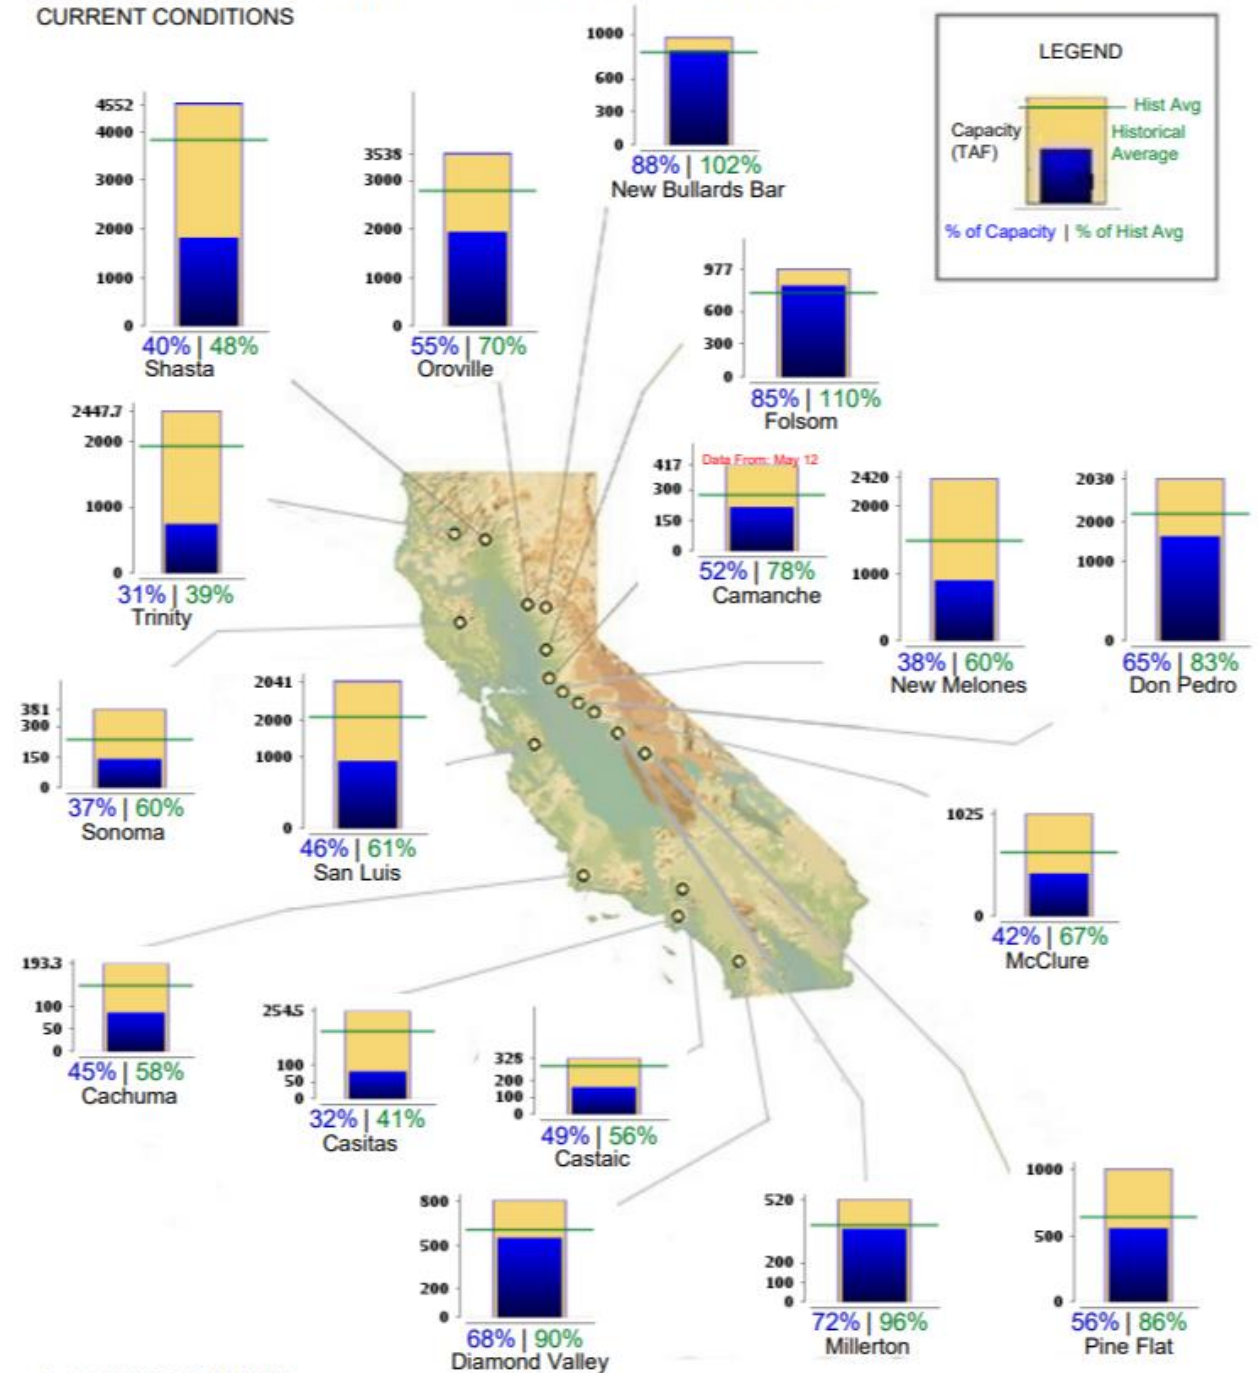 CURRENT CONDITIONS
1000
600
300
0
88% | 102%
New Bullards Bar
LEGEND
Hist Avg
Capacity
(TAF)
Historical
Average
% of Capacity | % of Hist Avg
4552
4000
3000
2000
1000
0
40% | 48%
Shasta
3538
3000
2000
1000
0
55% | 70%
Oroville
977
600
300
0
85% | 110%
Folsom
2447.7
2000
1000
0
31% | 39%
Trinity
Data From: May 12
417
300
150
0
52% | 78%
Camanche
2420
2000
1000
0
38% | 60%
New Melones
2030
2000
1000
0
65% | 83%
Don Pedro
381
300
150
0
37% | 60%
Sonoma
2041
2000
1000
0
46% | 61%
San Luis
1025
0
42% | 67%
McClure
193.3
100
50
0
45% | 58%
Cachuma
254.5
100
50
0
32% | 41%
Casitas
328
200
100
0
49% | 56%
Castaic
800
500
200
0
68% | 90%
Diamond Valley
520
200
100
0
72% | 96%
Millerton
1000
500
0
56% | 86%
Pine Flat